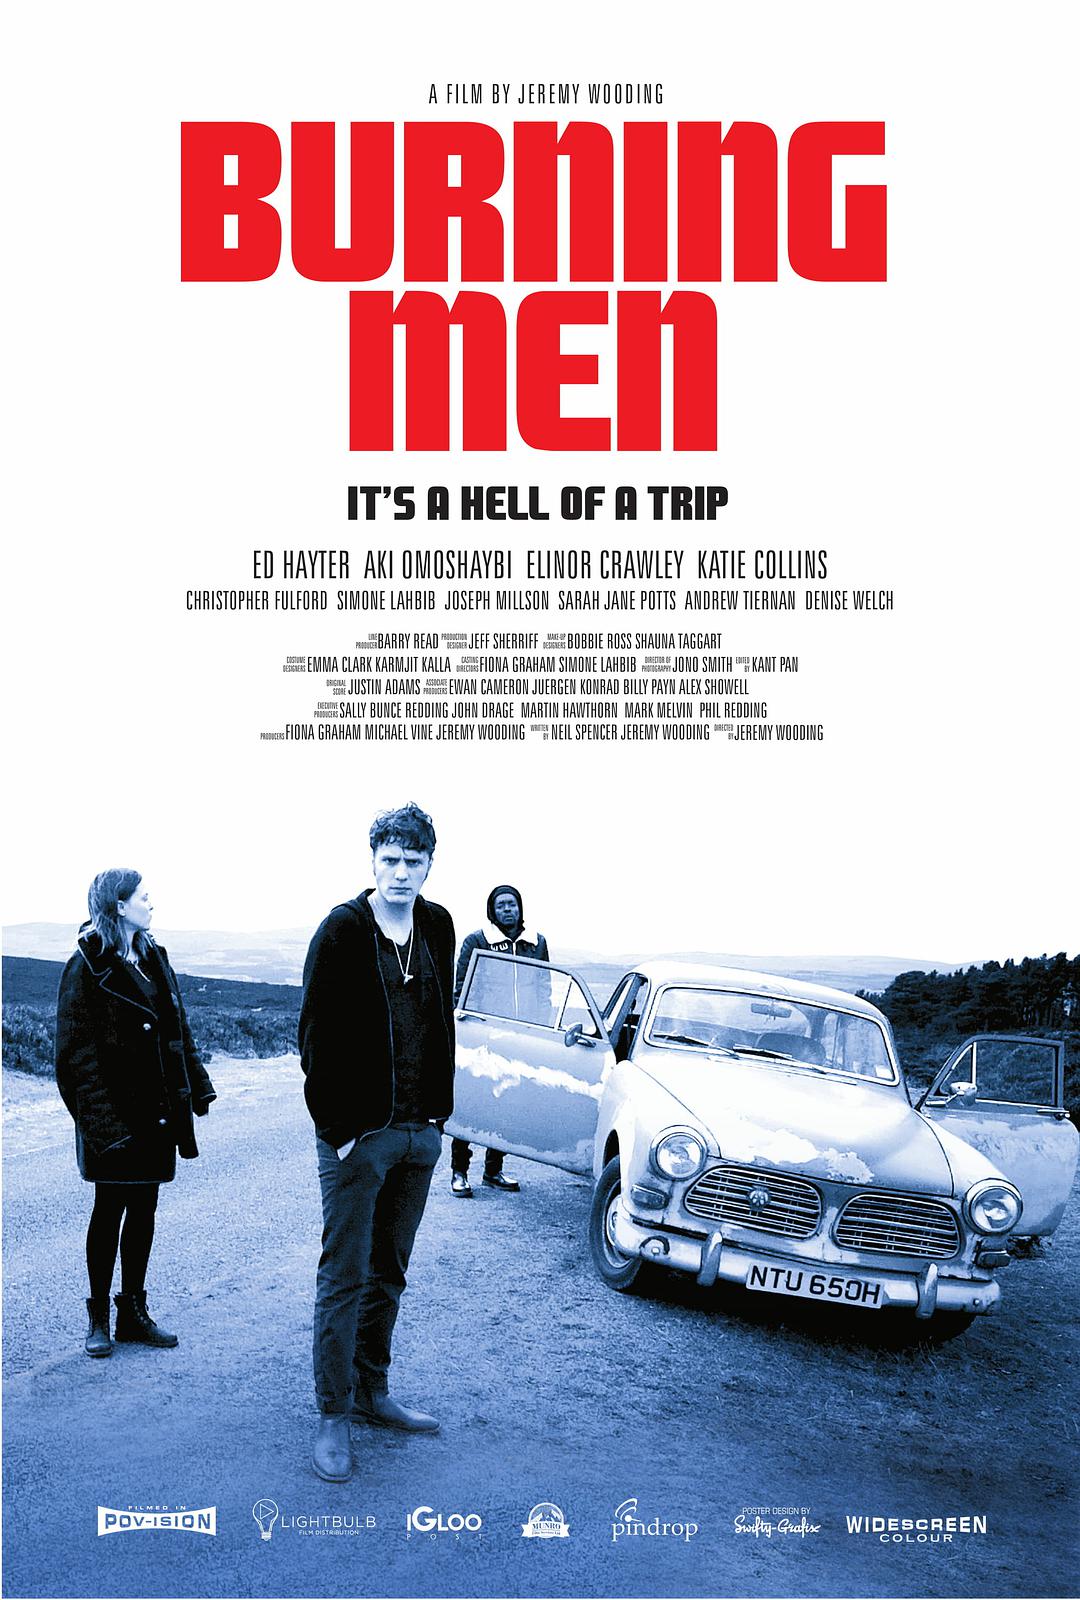 A FILM BY JEREMY WOODING
BURNING
MEN
IT'S A HELL OF A TRIP
ED HAYTER AKI OMOSHAYBI ELINOR CRAWLEY KATIE COLLINS
CHRISTOPHER FULFORD SIMONE LAHBIB JOSEPH MILLSON SARAH JANE POTTS ANDREW TIERNAN DENISE WELCH
LINE PRODUCER BARRY READ PRODUCTION DESIGNER JEFF SHERRIFF MAKE-UP DESIGNERS BOBBIE ROSS SHAUNA TAGGART
COSTUME DESIGNERS EMMA CLARK KARMJIT KALLA CASTING DIRECTORS FIONA GRAHAM SIMONE LAHBIB DIRECTOR OF PHOTOGRAPHY JONO SMITH EDITED BY KANT PAN
ORIGINAL SCORE JUSTIN ADAMS ASSOCIATE PRODUCERS EWAN CAMERON JUERGEN KONRAD BILLY PAYN ALEX SHOWELL
EXECUTIVE PRODUCERS SALLY BUNCE REDDING JOHN DRAGE MARTIN HAWTHORN MARK MELVIN PHIL REDDING
PRODUCERS FIONA GRAHAM MICHAEL VINE JEREMY WOODING WRITTEN BY NEIL SPENCER JEREMY WOODING DIRECTED BY JEREMY WOODING
NTU 650H
FILMED IN
POV-ISION
LIGHTBULB
FILM DISTRIBUTION
IGLOO
POST
MUNRO
pindrop
POSTER DESIGN BY
Swifty-Grafix
WIDESCREEN
COLOUR